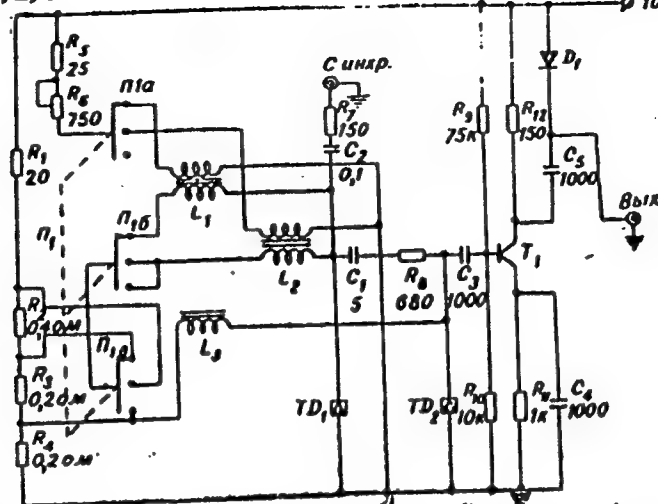 R₅
25
R₆
750
П1а
С инхр.
R₇
150
C₂
0,1
R₉
75к
R₁₂
150
D₁
C₅
1000
Вых
R₁
20
L₁
П₁
П₁б
L₂
C₁
5
R₈
680
C₃
1000
T₁
0,4ом
L₃
R₃
0,2ом
R₄
0,2ом
TD₁
TD₂
R₁₀
10к
R₁₁
1к
C₄
1000